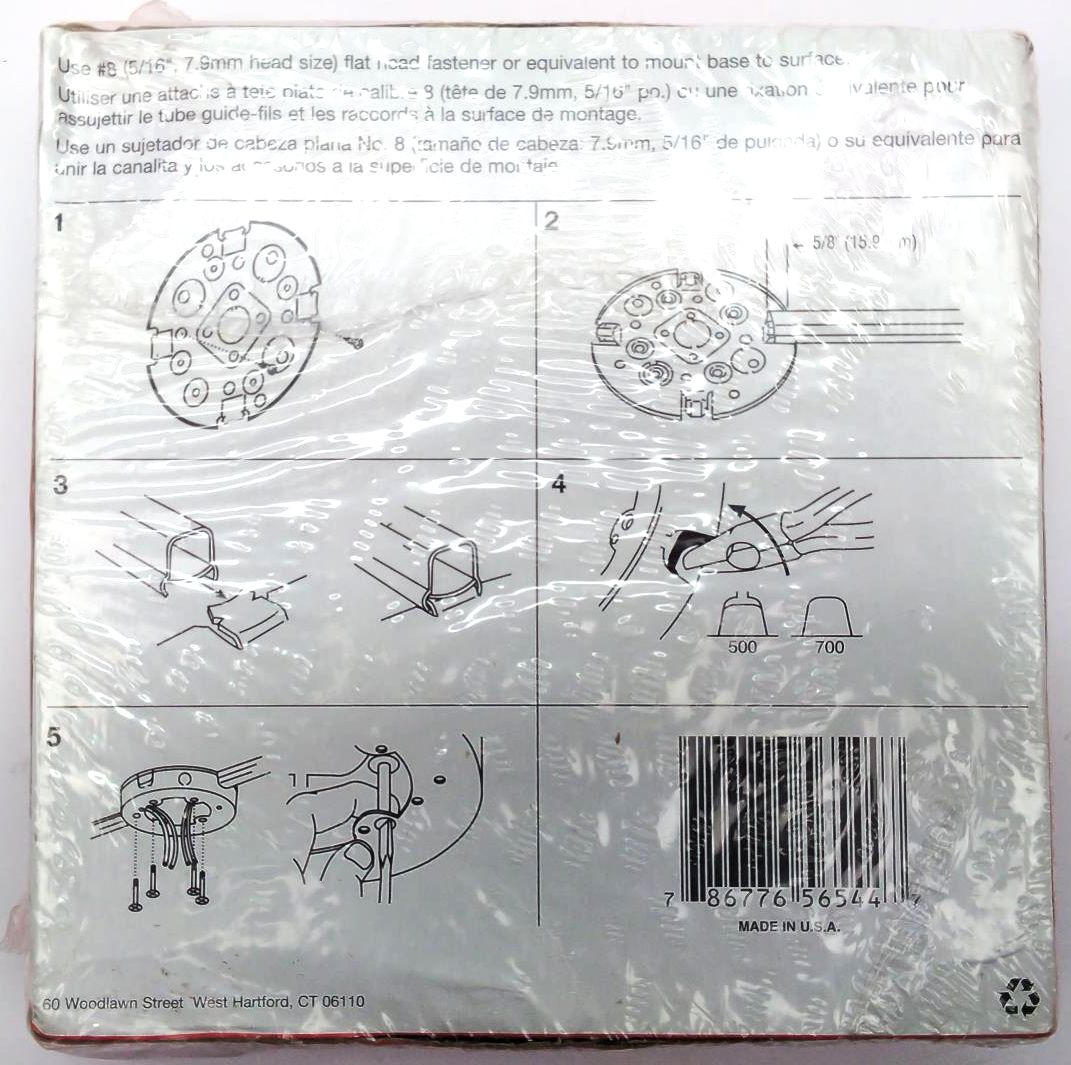 Use #8 (5/16", 7.9mm head size) flat head fastener or equivalent to mount base to surface.
Utiliser une à tête plate de 8 (tête de 7.9mm, 5/16" po.) ou une fixation pour
assujettir le tube guide-fils et les raccords à la surface de montage.
Use un sujetador de cabeza plana No. 8 (tamaño de cabeza: 7.9mm, 5/16" de pulgada) o su equivalente para
unir la canalita y los a la superficie de montaje
1
2
5/8" (15.9 m)
3
4
500
700
5
7 86776 56544 7
MADE IN U.S.A.
60 Woodlawn Street West Hartford, CT 06110